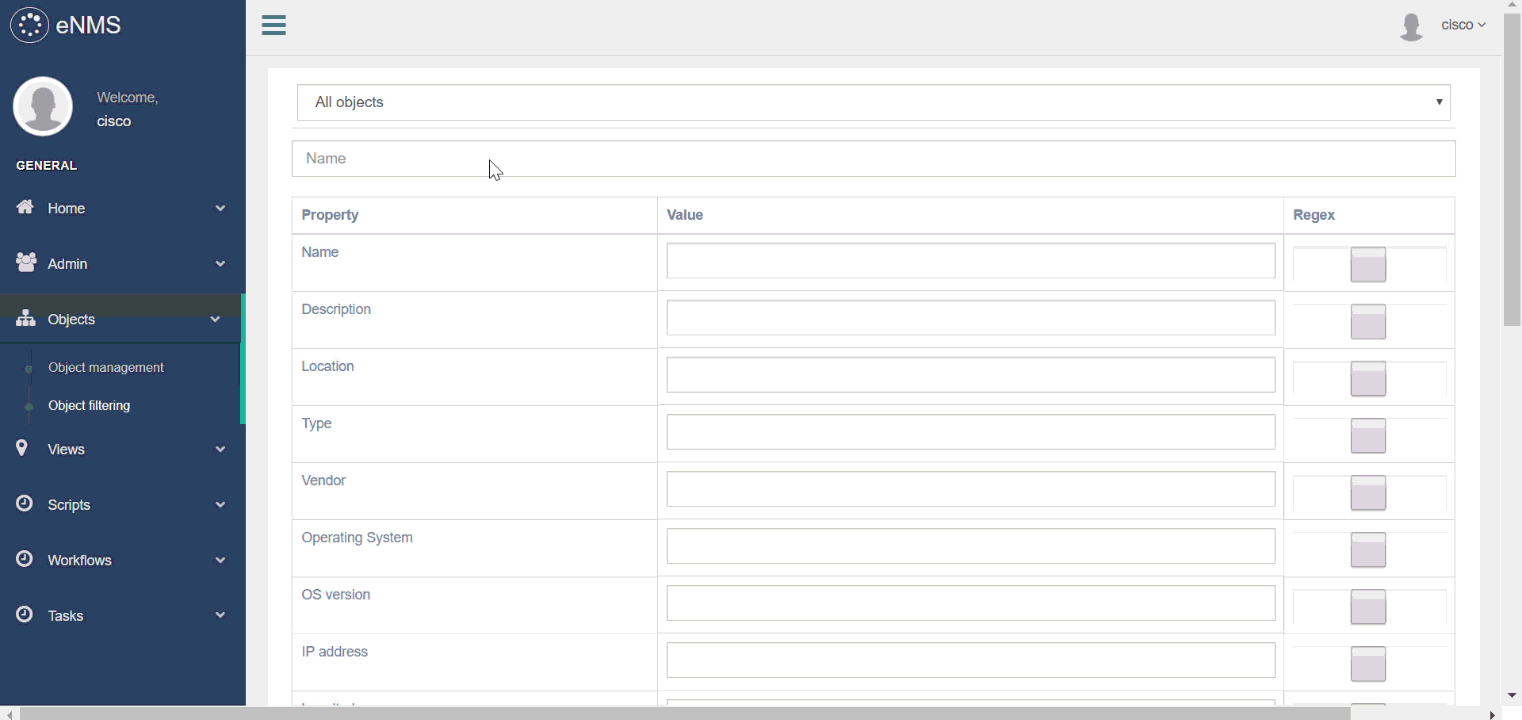 eNMS
cisco
Welcome,
cisco
GENERAL
Home
Admin
Objects
Object management
Object filtering
Views
Scripts
Workflows
Tasks
All objects
Name
Property Value Regex
Name
Description
Location
Type
Vendor
Operating System
OS version
IP address